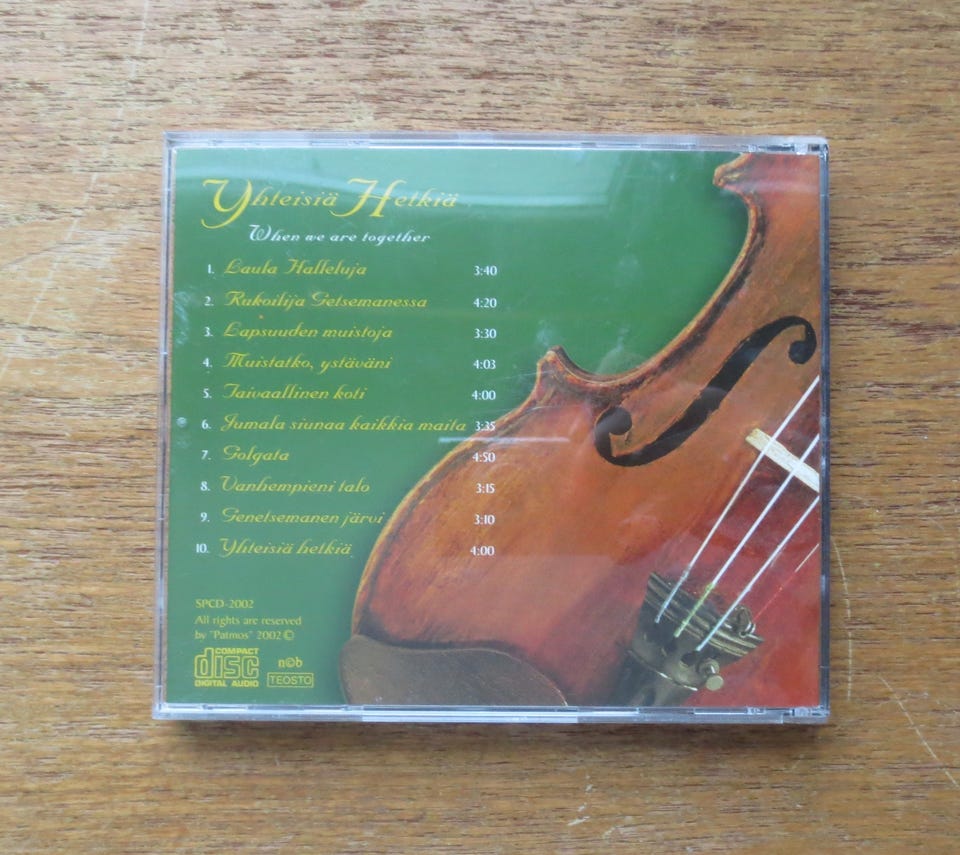 Yhteisiä Hetkiä
When we are together
1. Laula Halleluja 3:40
2. Rukoilija Getsemanessa 4:20
3. Lapsuuden muistoja 3:30
4. Muistatko, ystäväni 4:03
5. Taivaallinen koti 4:00
6. Jumala siunaa kaikkia maita 3:35
7. Golgata 4:50
8. Vanhempieni talo 3:15
9. Genetsemanen järvi 3:10
10. Yhteisiä hetkiä 4:00
SPCD-2002
All rights are reserved
by "Patmos" 2002 ©
COMPACT
disc
DIGITAL AUDIO
n©b
TEOSTO